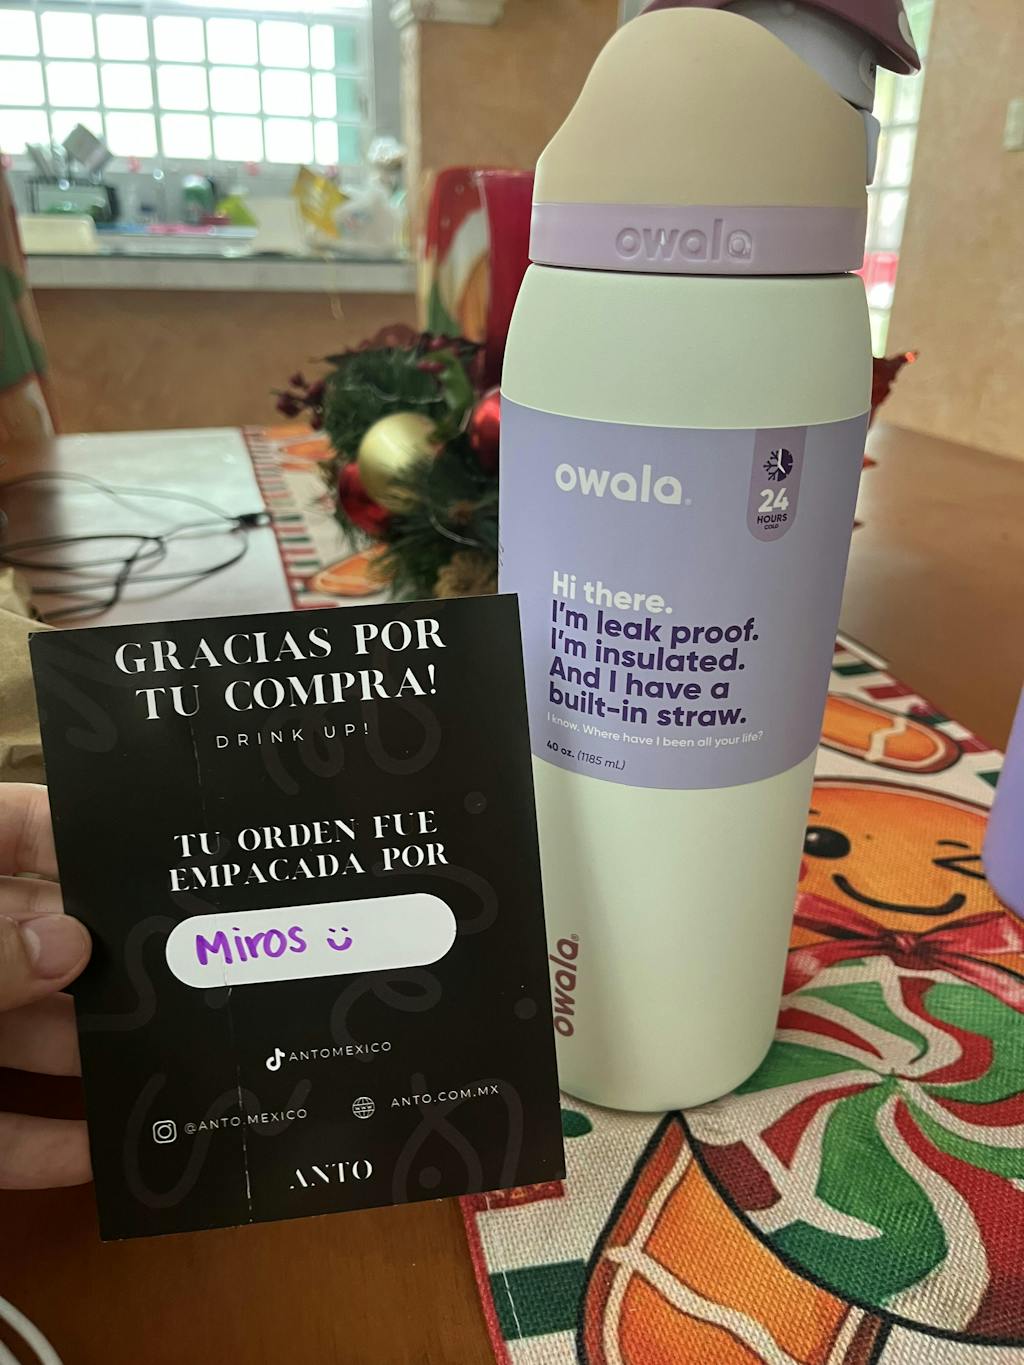 owala
owala®
24
HOURS
COLD
Hi there.
I'm leak proof.
I'm insulated.
And I have a
built-in straw.
I know. Where have I been all your life?
40 oz. (1185 mL)
owala®
GRACIAS POR
TU COMPRA!
DRINK UP!
TU ORDEN FUE
EMPACADA POR
Miros
ANTOMEXICO
@ANTO.MEXICO
ANTO.COM.MX
ANTO